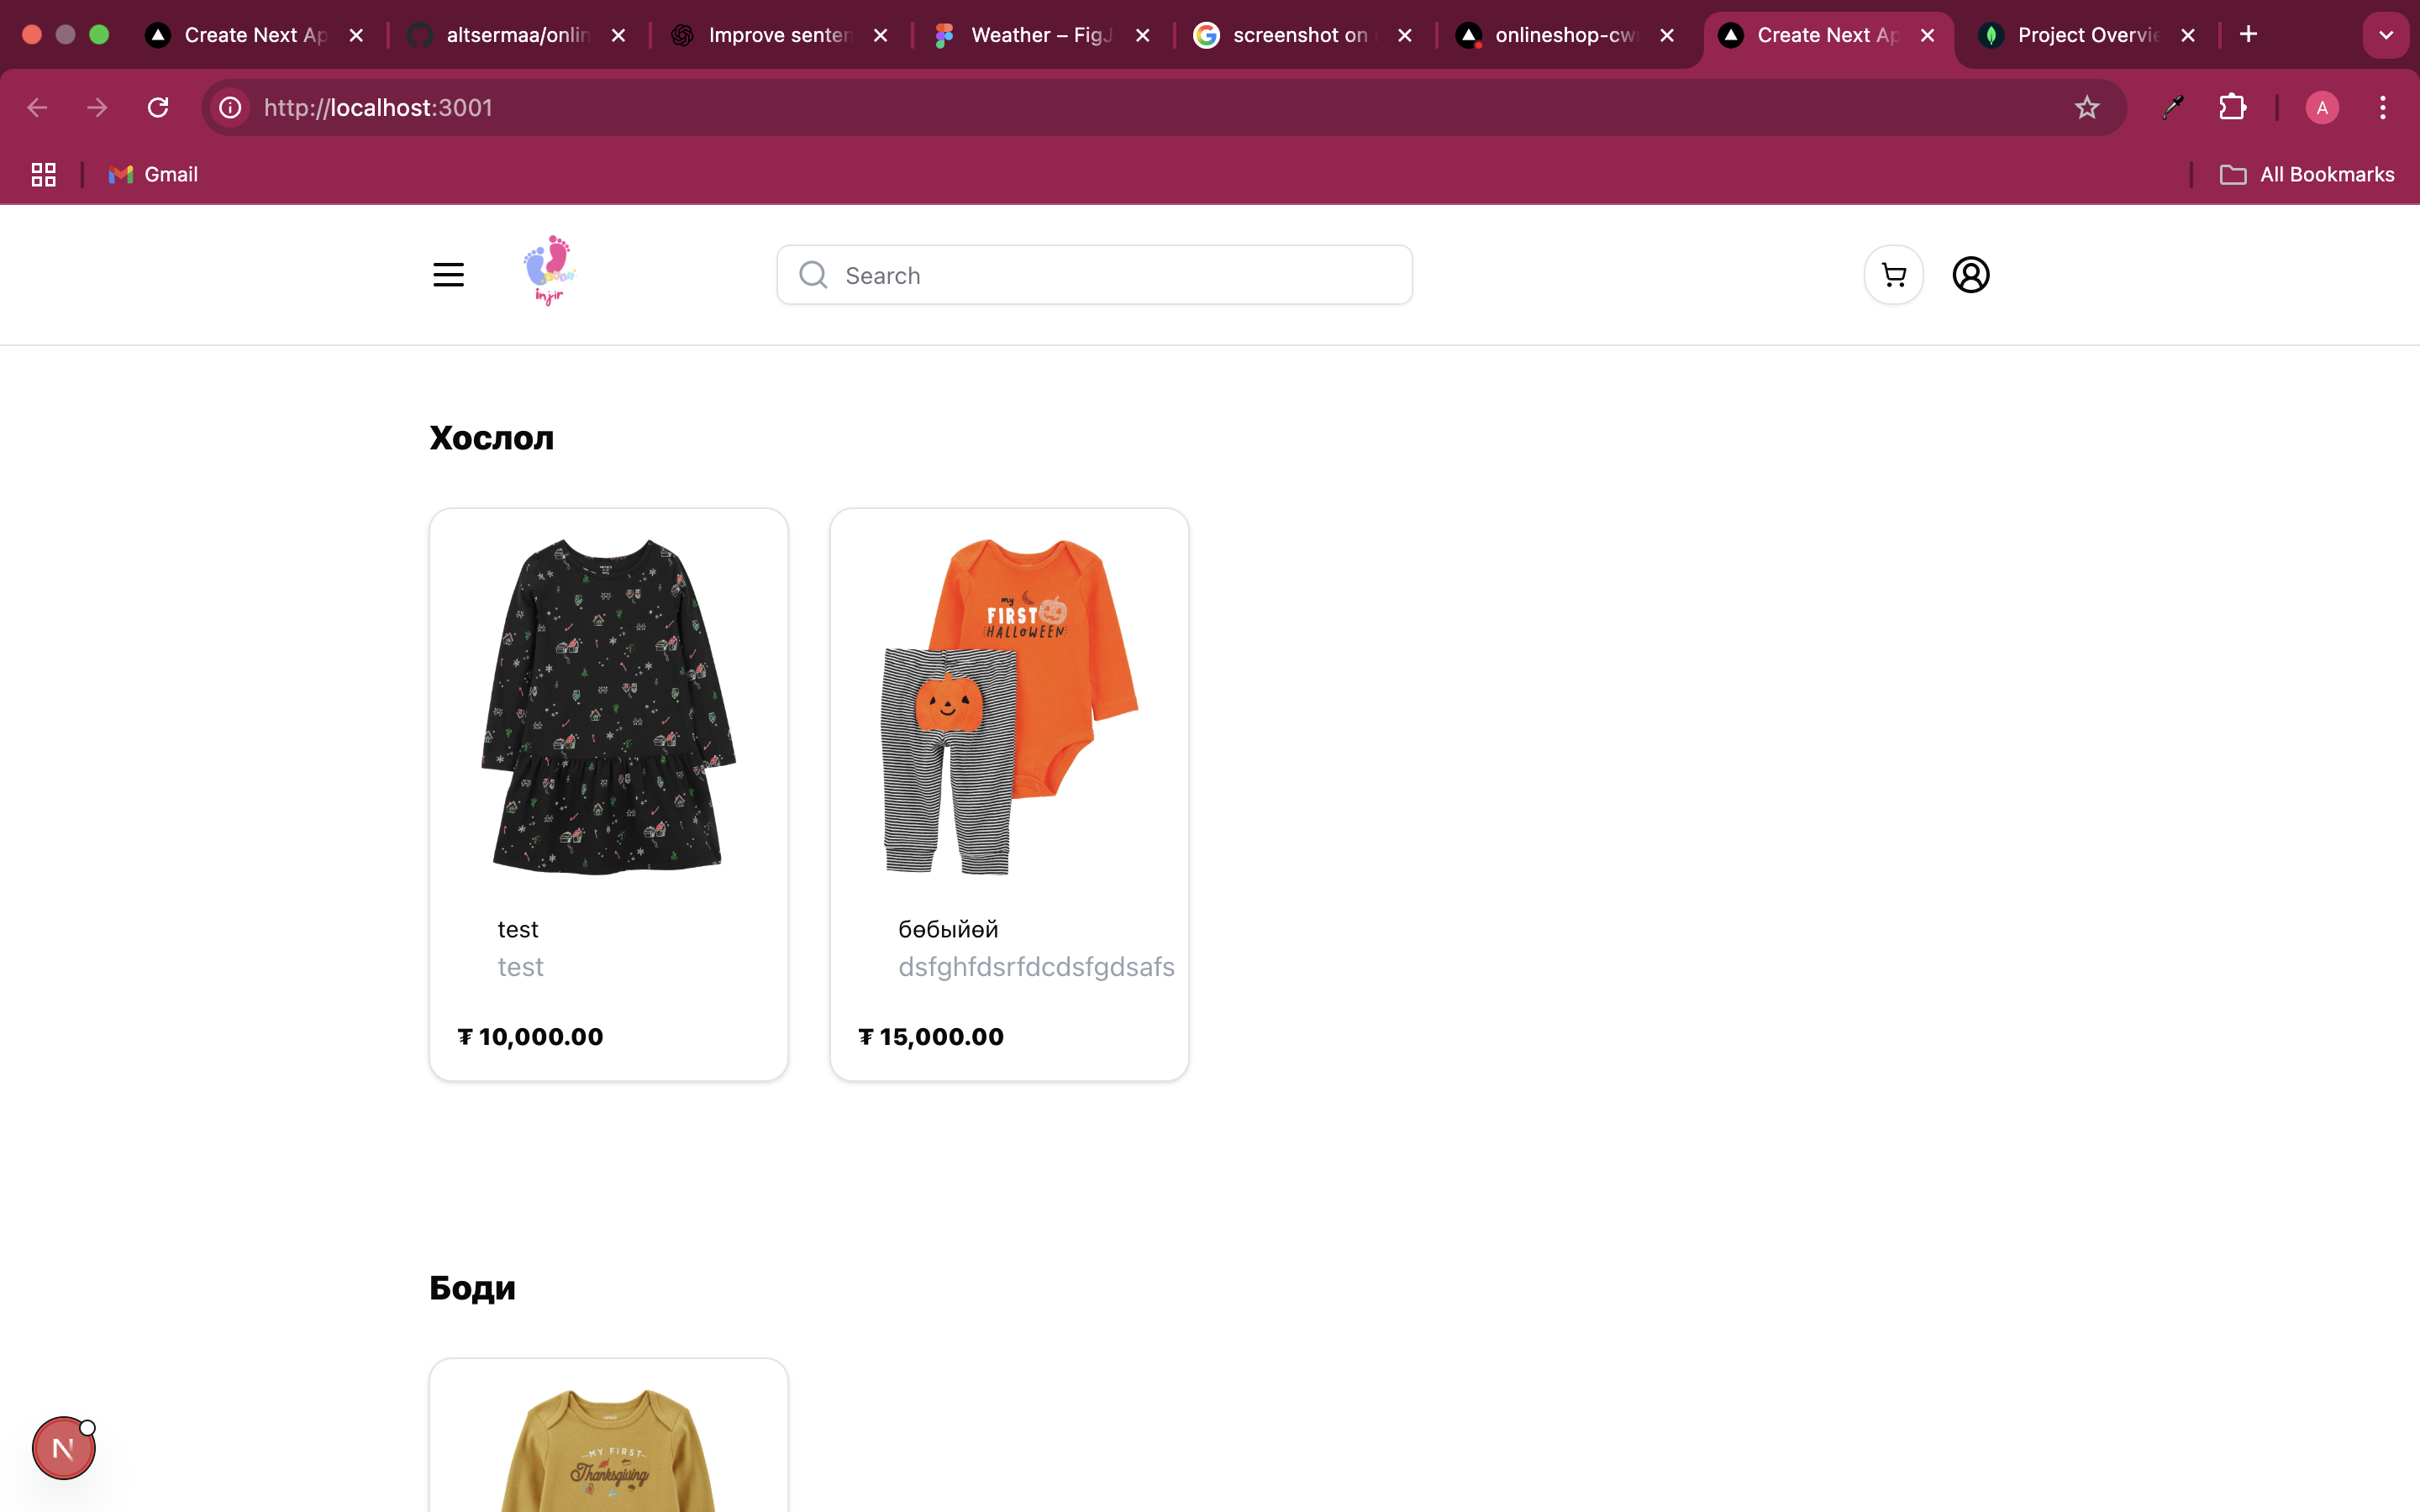 Create New Ap
altsermaa/onlin
Improve senten
Weather – FigJ
screenshot on
onlineshop-cw
Create Next Ap
Project Overvie
http://localhost:3001
A
Gmail
All Bookmarks
injir
Search
Хослол
my
FIRST
HALLOWEEN
test
test
₮ 10,000.00
бөбыйөй
dsfghfdsrfdcdsfgdsafs
₮ 15,000.00
Боди
MY FIRST
Thanksgiving
N